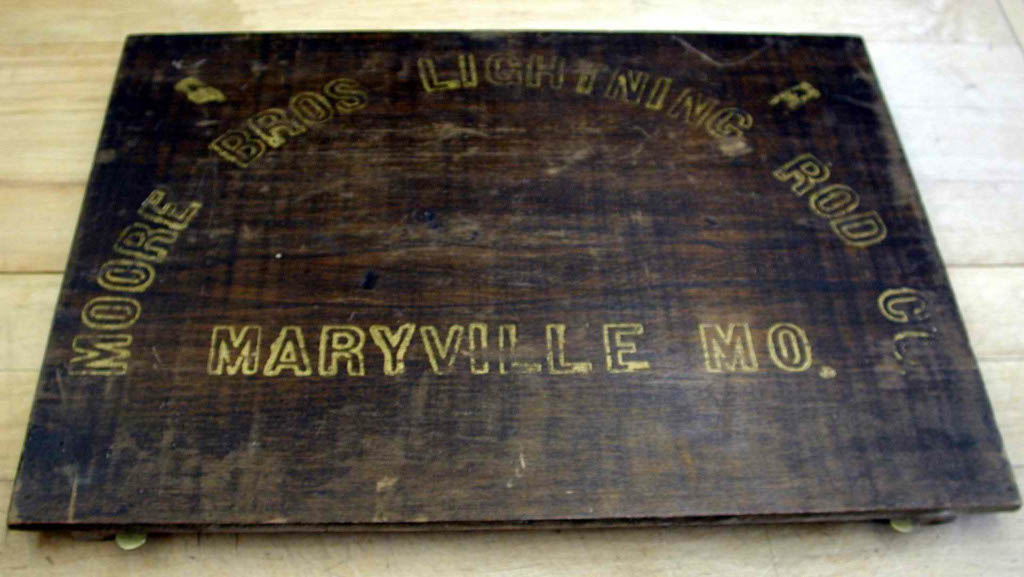 MOORE BROS LIGHTNING ROD CO
MARYVILLE MO.